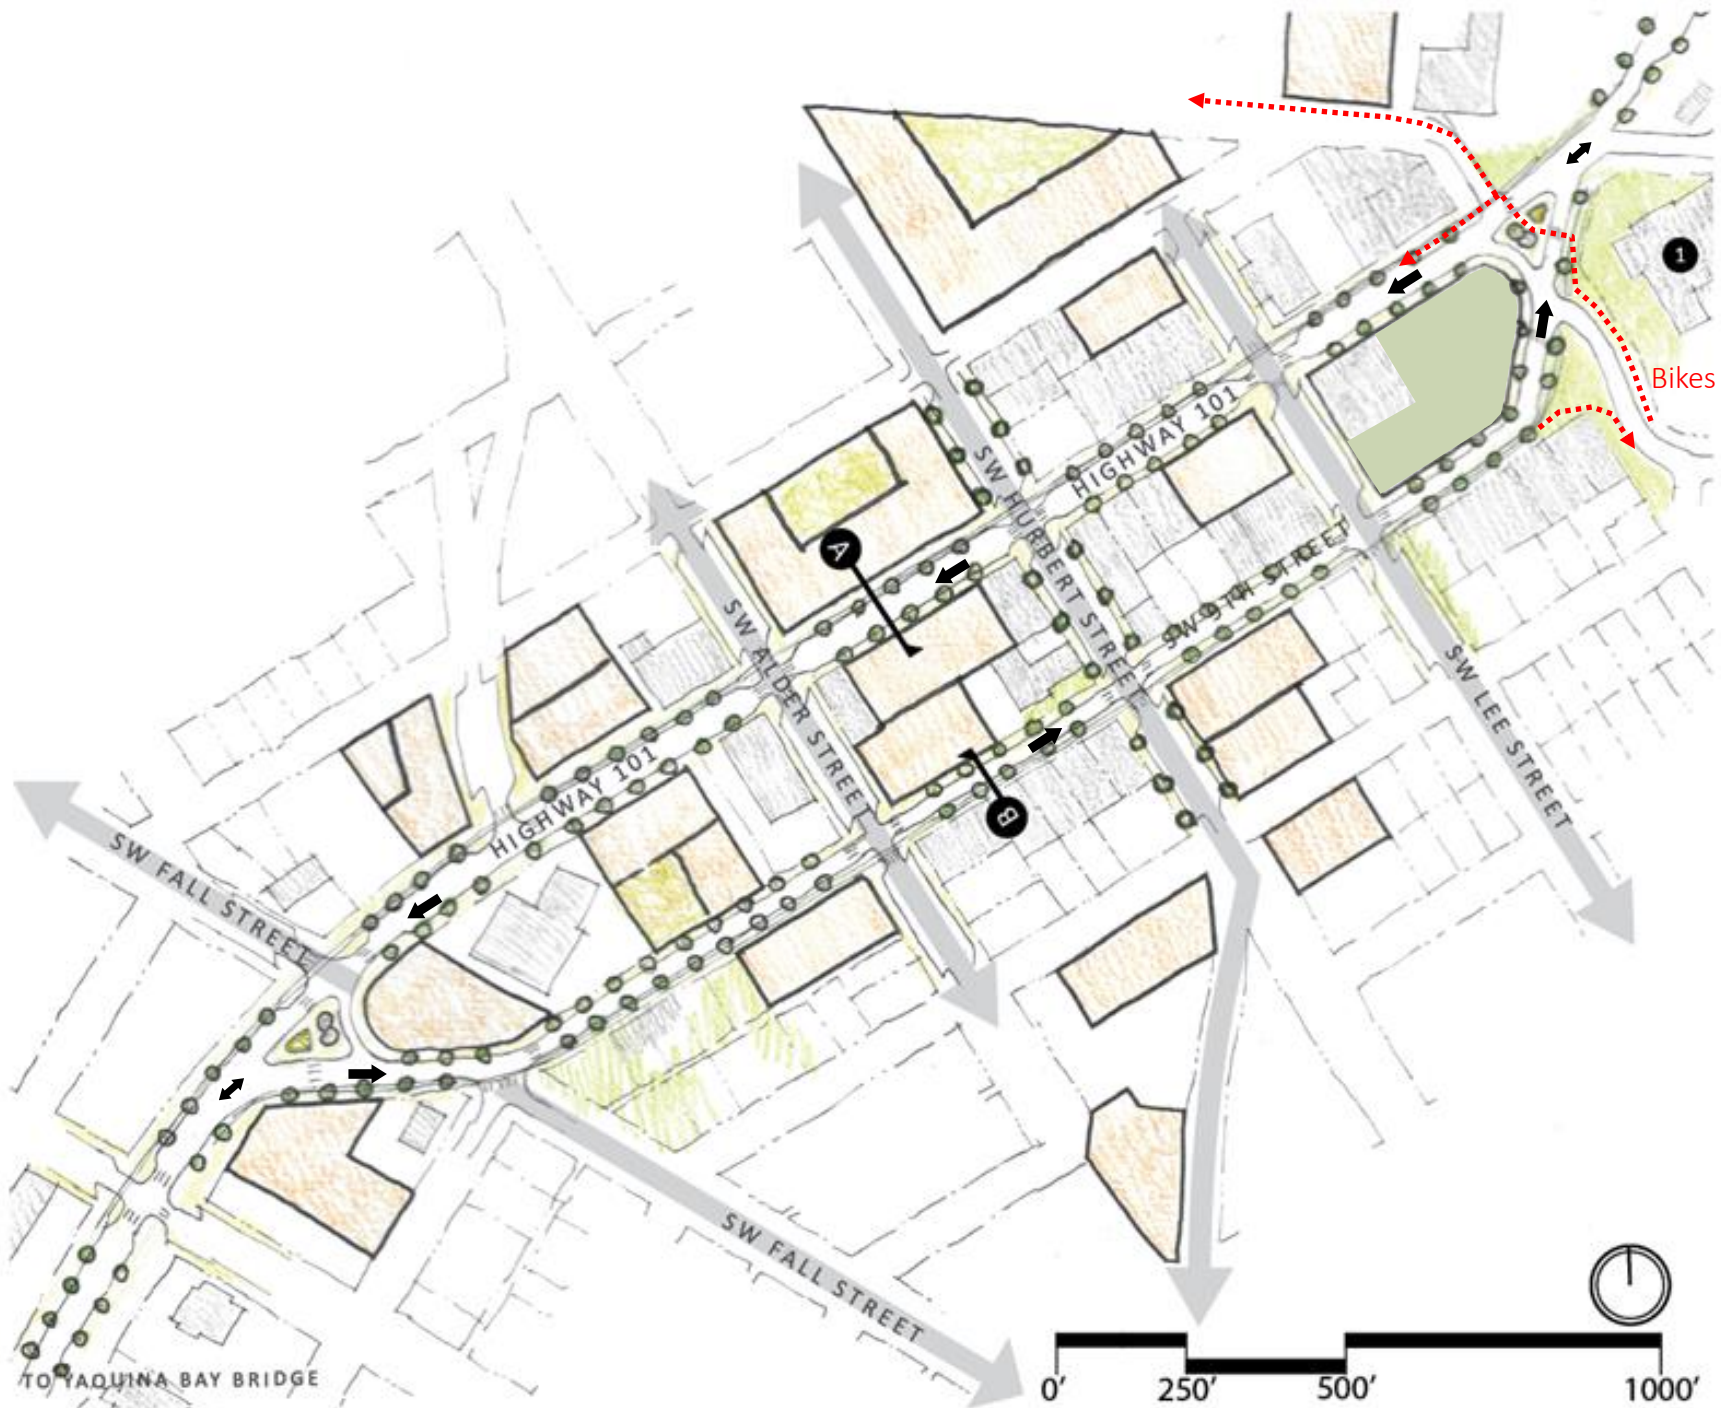 1
Bikes
HIGHWAY 101
SW HURBERT STREET
A
SW 9TH STREET
SW ALDER STREET
SW LEE STREET
HIGHWAY 101
B
SW FALL STREET
SW FALL STREET
TO YAQUINA BAY BRIDGE
0' 250' 500' 1000'